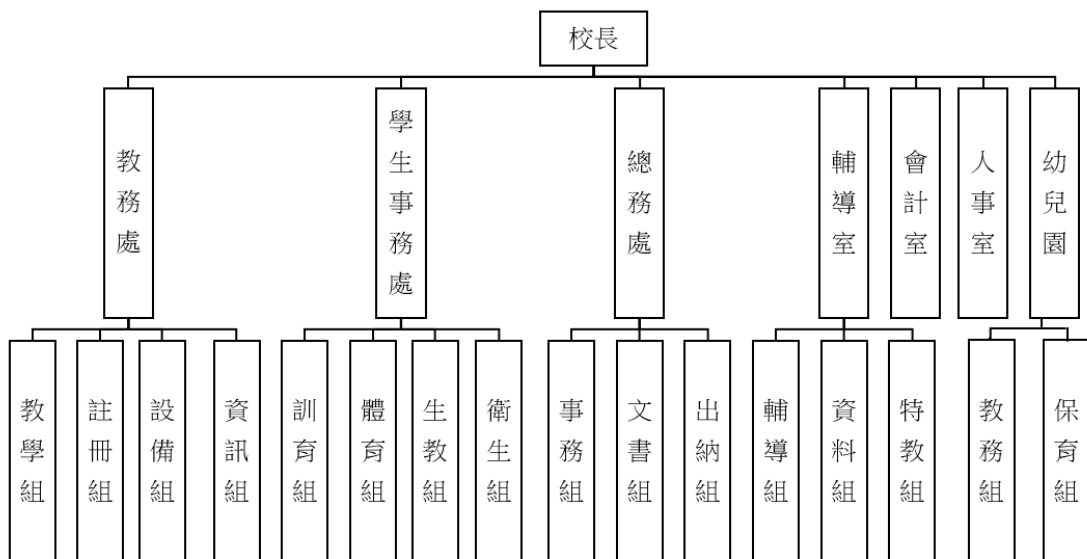 校長
教務處
學生事務處
總務處
輔導室
會計室
人事室
幼兒園
教學組
註冊組
設備組
資訊組
訓育組
體育組
生教組
衛生組
事務組
文書組
出納組
輔導組
資料組
特教組
教務組
保育組